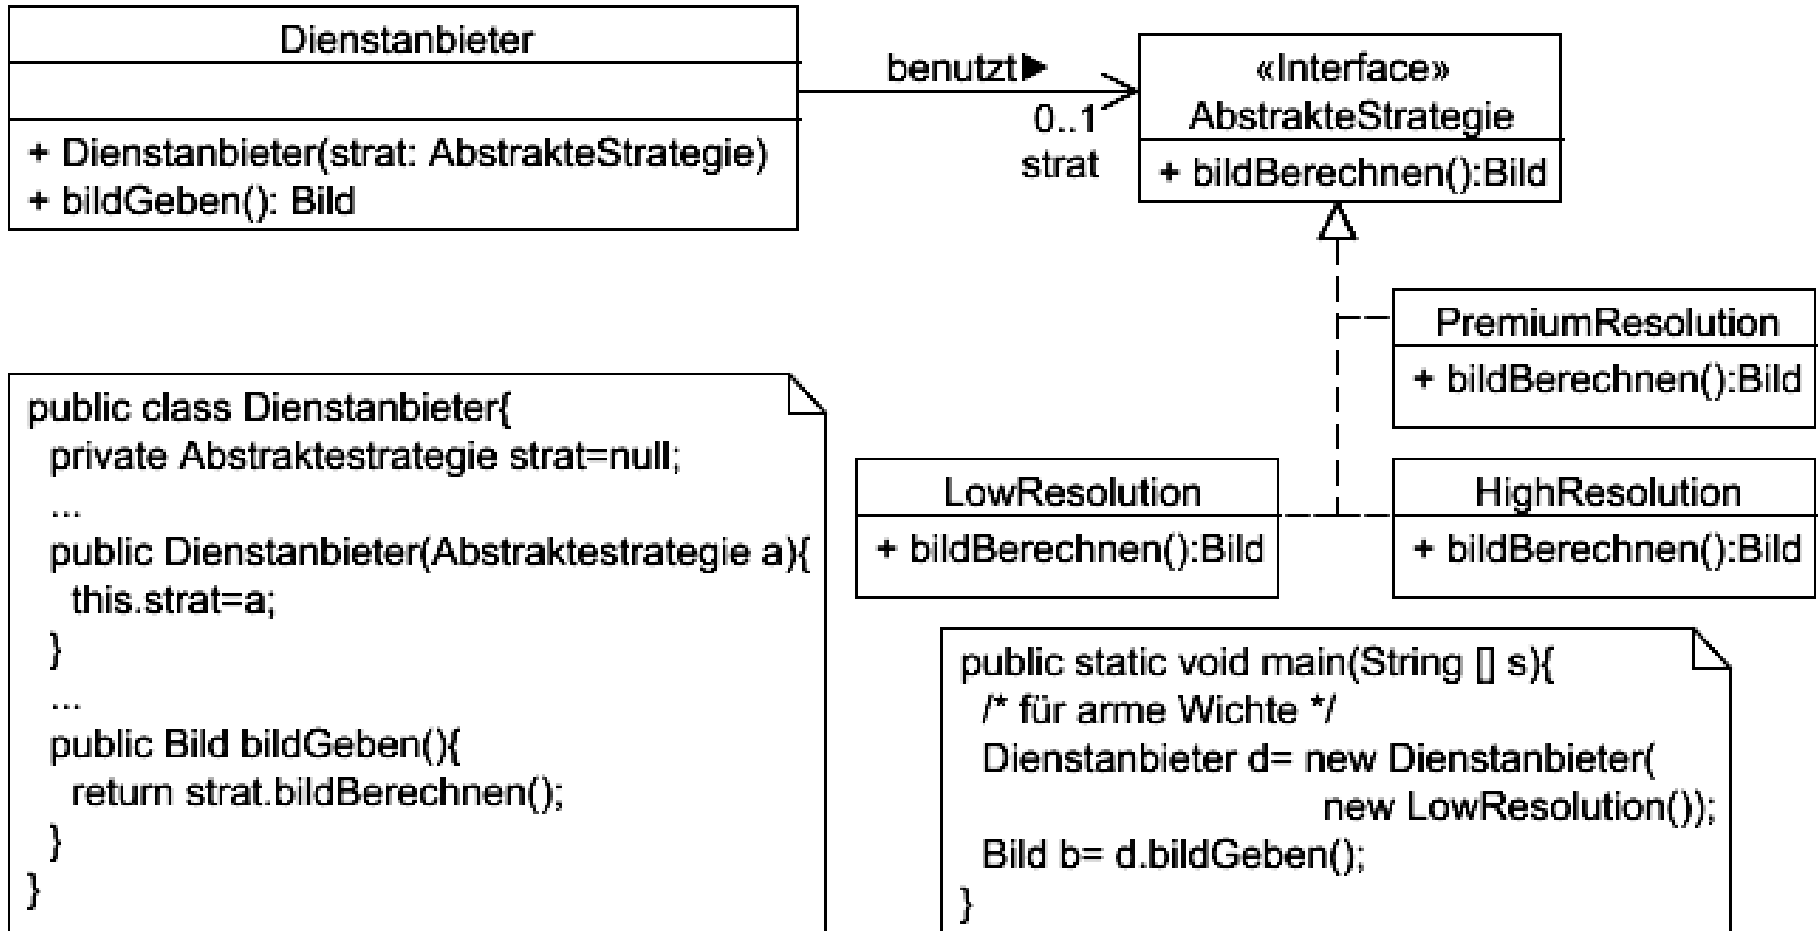 Dienstanbieter
+ Dienstanbieter(strat: AbstrakteStrategie)
+ bildGeben(): Bild
benutzt▶
0..1
strat
«Interface»
AbstrakteStrategie
+ bildBerechnen():Bild
PremiumResolution
+ bildBerechnen():Bild
LowResolution
+ bildBerechnen():Bild
HighResolution
+ bildBerechnen():Bild
public class Dienstanbieter{
private Abstraktestrategie strat=null;
...
public Dienstanbieter(Abstraktestrategie a){
this.strat=a;
}
...
public Bild bildGeben(){
return strat.bildBerechnen();
}
}
public static void main(String [] s){
/* für arme Wichte */
Dienstanbieter d= new Dienstanbieter(
new LowResolution());
Bild b= d.bildGeben();
}